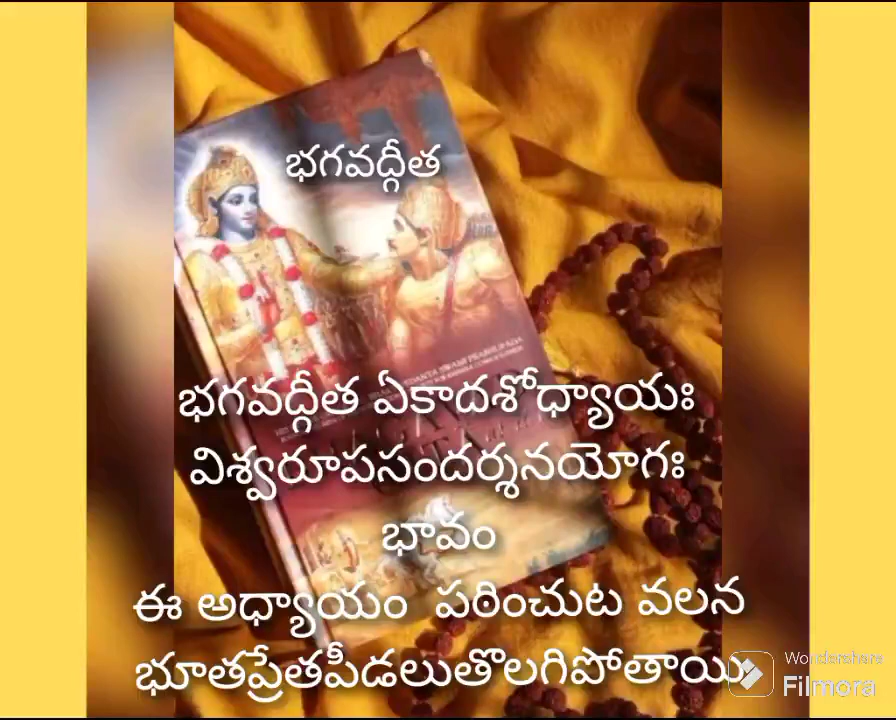 భగవద్గీత
భగవద్గీత ఏకాదశోధ్యాయః
విశ్వరూపసందర్శనయోగః
భావం
ఈ అధ్యాయం పఠించుట వలన
భూతప్రేతపీడలుతొలగిపోతాయి
Wondershare
Filmora